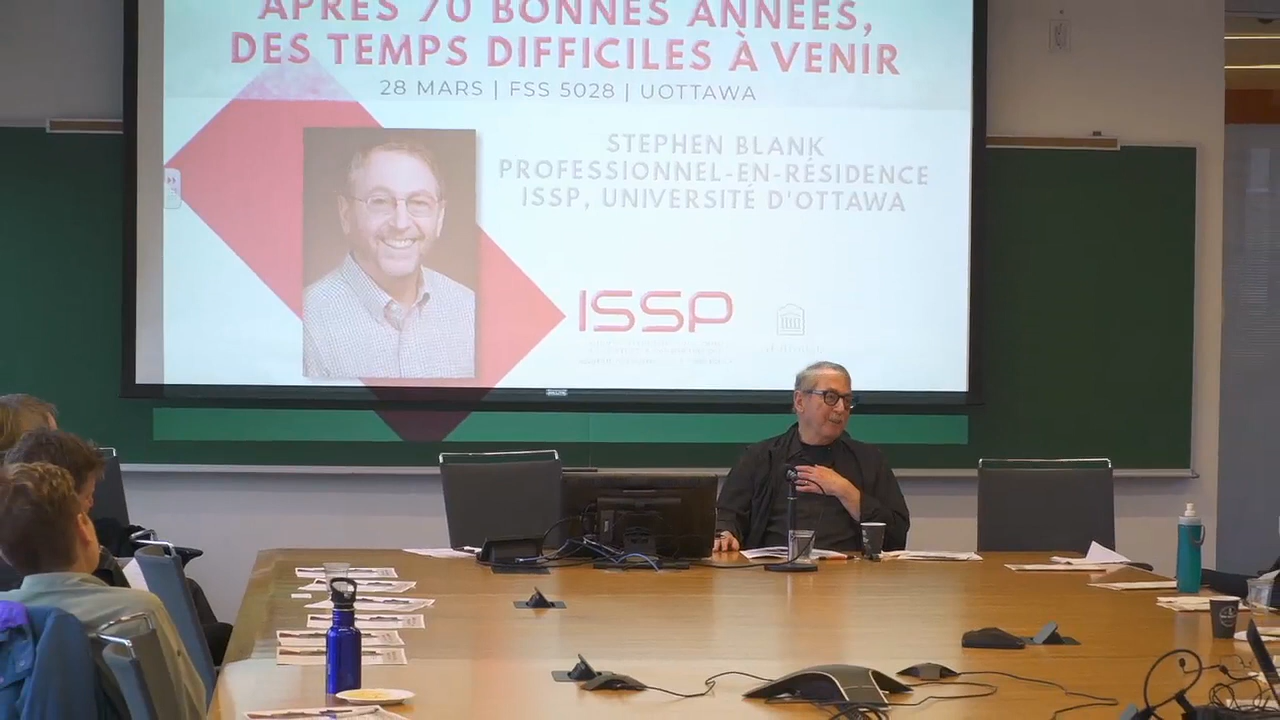 APRÈS 70 BONNES ANNÉES,
DES TEMPS DIFFICILES À VENIR
28 MARS | FSS 5028 | UOTTAWA
STEPHEN BLANK
PROFESSIONNEL-EN-RÉSIDENCE
ISSP, UNIVERSITÉ D'OTTAWA
ISSP